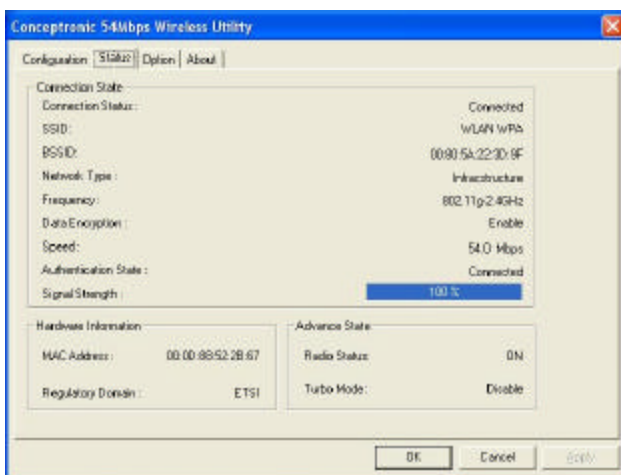 Conceptronic 54Mbps Wireless Utility
Configuration Status Option About
Connection State
Connection Status: Connected
SSID: WLAN WPA
BSSID: 00:90:5A:22:3D:9F
Network Type: Infrastructure
Frequency: 802.11g-2.4GHz
Data Encryption: Enable
Speed: 54.0 Mbps
Authentication State: Connected
Signal Strength: 100 %
Hardware Information
MAC Address: 00:0D:88:52:2B:67
Regulatory Domain: ETSI
Advance State
Radio Status: ON
Turbo Mode: Disable
OK Cancel Apply